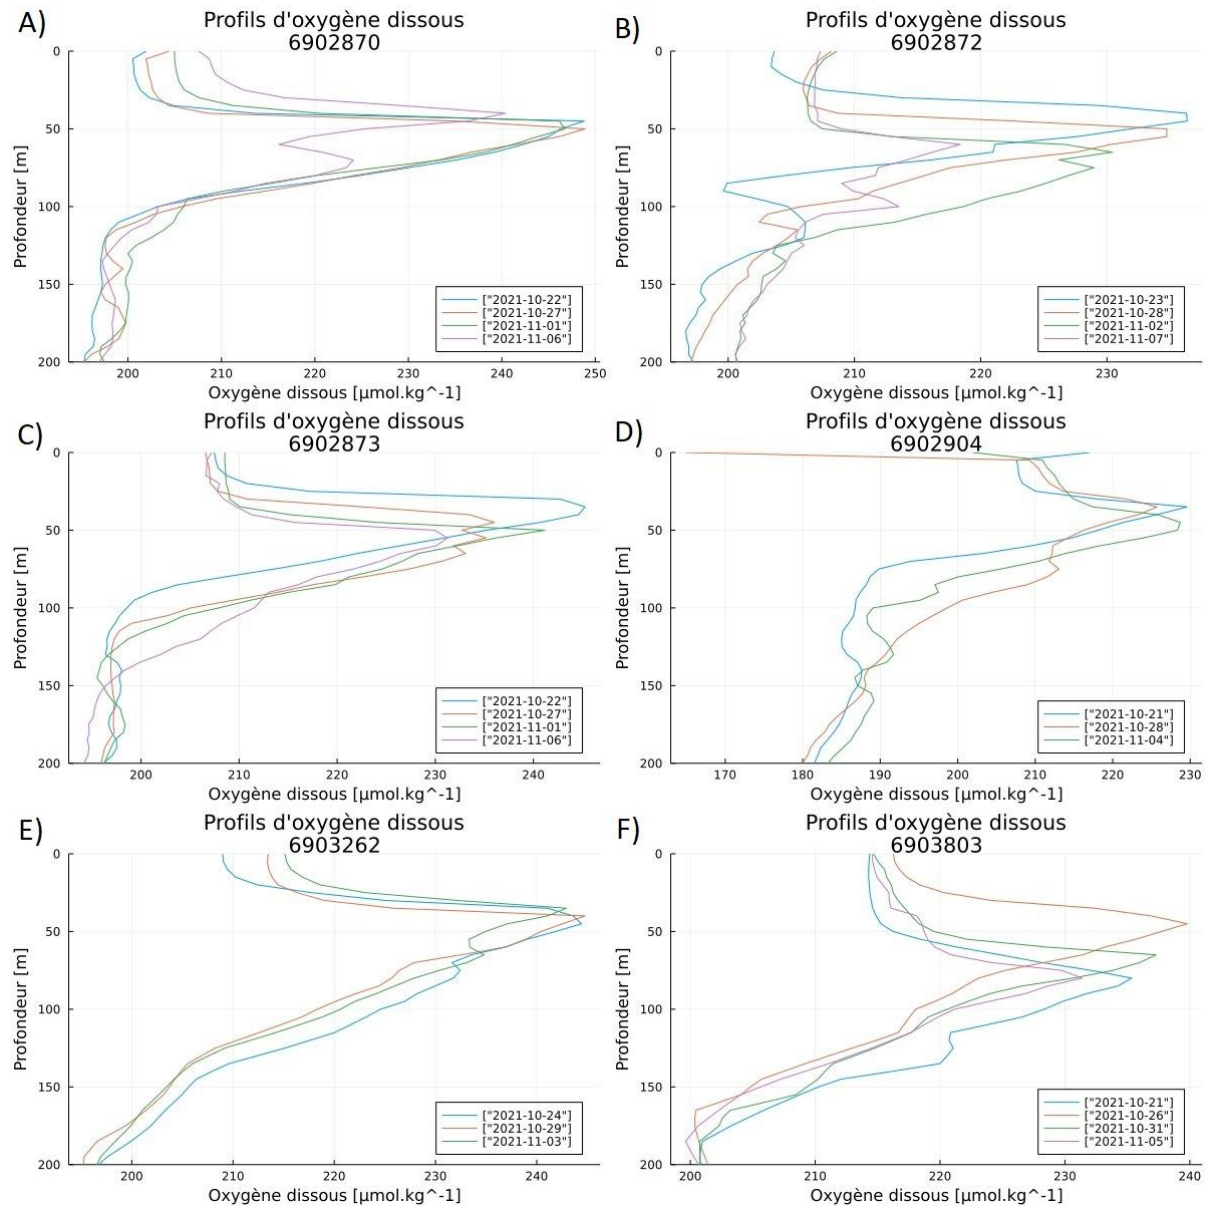 A)
Profils d'oxygène dissous
6902870
0
50
100
150
200
Profondeur [m]
["2021-10-22"]
["2021-10-27"]
["2021-11-01"]
["2021-11-06"]
200 210 220 230 240 250
Oxygène dissous [μmol.kg^-1]
B)
Profils d'oxygène dissous
6902872
0
50
100
150
200
Profondeur [m]
["2021-10-23"]
["2021-10-28"]
["2021-11-02"]
["2021-11-07"]
200 210 220 230
Oxygène dissous [μmol.kg^-1]
C)
Profils d'oxygène dissous
6902873
0
50
100
150
200
Profondeur [m]
["2021-10-22"]
["2021-10-27"]
["2021-11-01"]
["2021-11-06"]
200 210 220 230 240
Oxygène dissous [μmol.kg^-1]
D)
Profils d'oxygène dissous
6902904
0
50
100
150
200
Profondeur [m]
["2021-10-21"]
["2021-10-28"]
["2021-11-04"]
170 180 190 200 210 220 230
Oxygène dissous [μmol.kg^-1]
E)
Profils d'oxygène dissous
6903262
0
50
100
150
200
Profondeur [m]
["2021-10-24"]
["2021-10-29"]
["2021-11-03"]
200 210 220 230 240
Oxygène dissous [μmol.kg^-1]
F)
Profils d'oxygène dissous
6903803
0
50
100
150
200
Profondeur [m]
["2021-10-21"]
["2021-10-26"]
["2021-10-31"]
["2021-11-05"]
200 210 220 230 240
Oxygène dissous [μmol.kg^-1]